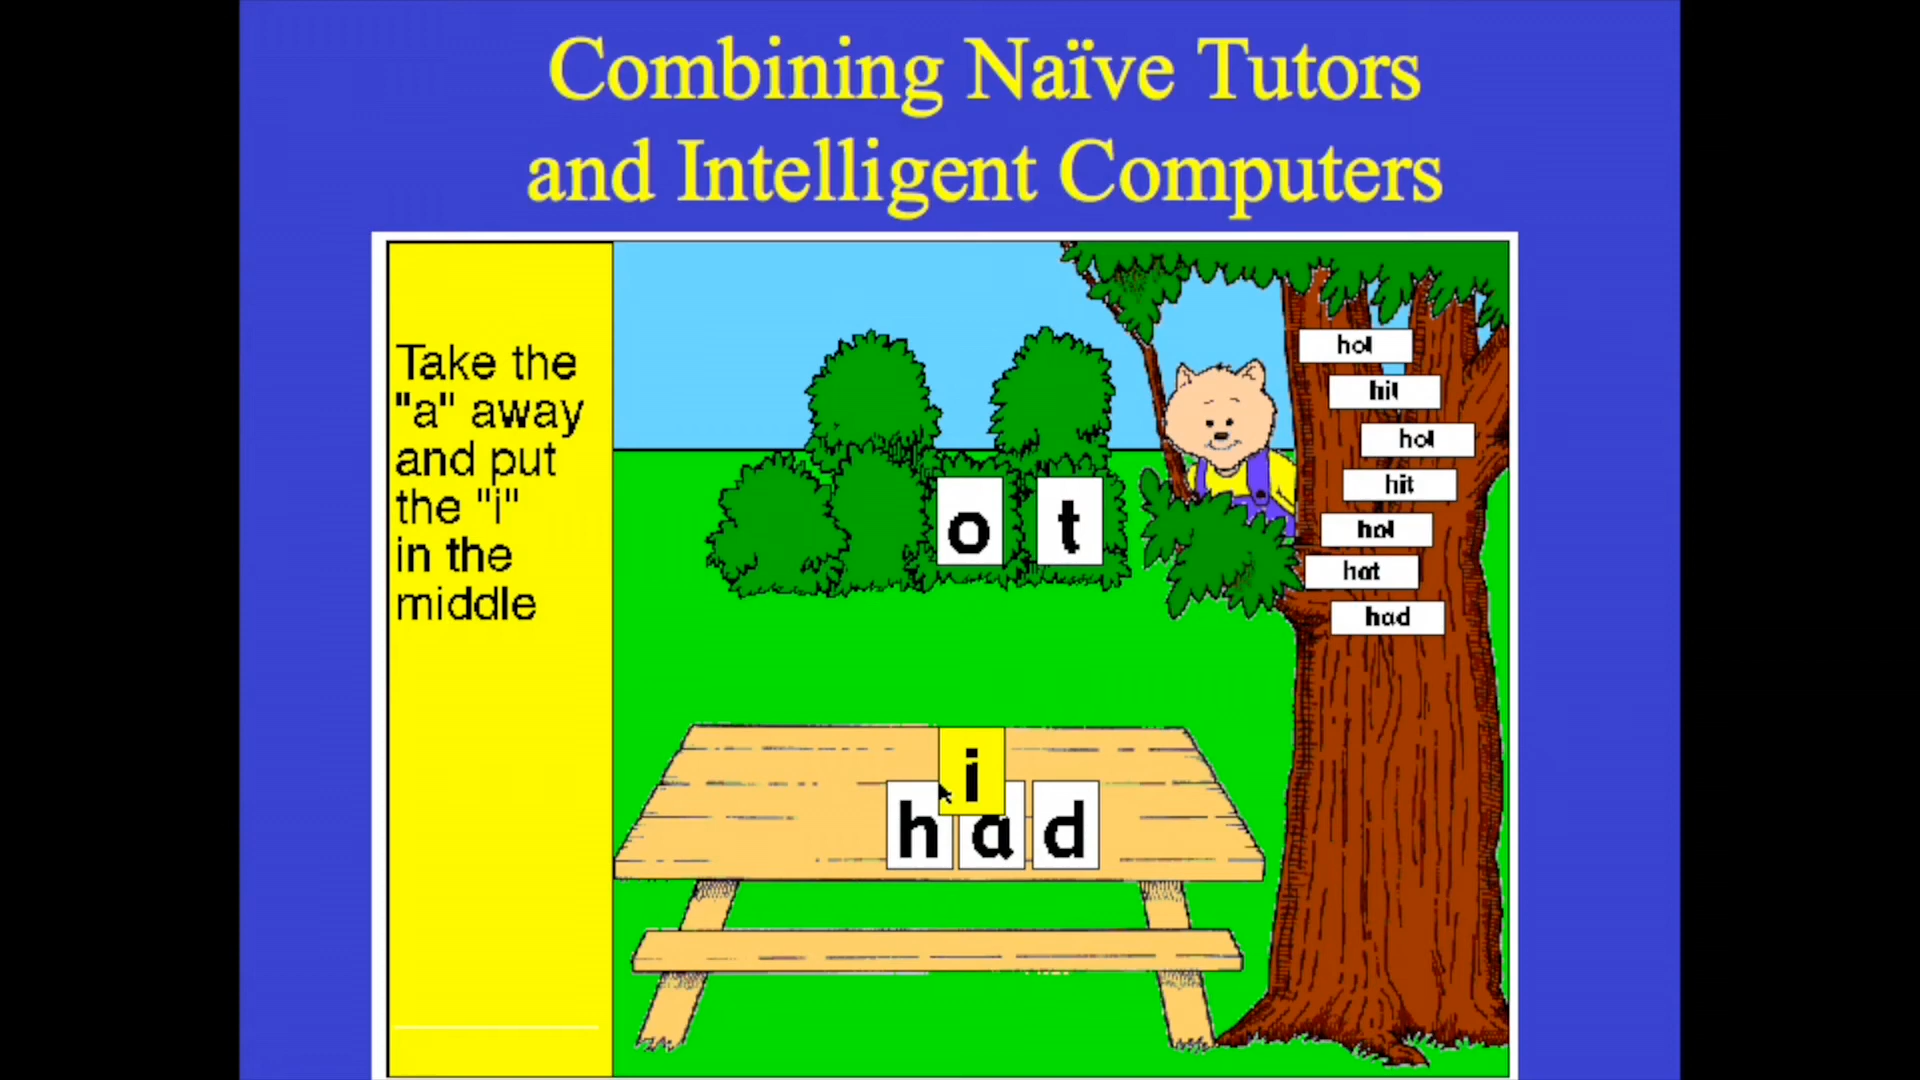 Combining Naïve Tutors
and Intelligent Computers
Take the
"a" away
and put
the "i"
in the
middle
hot
hit
hot
hit
hot
hat
had
o t
i
h a d